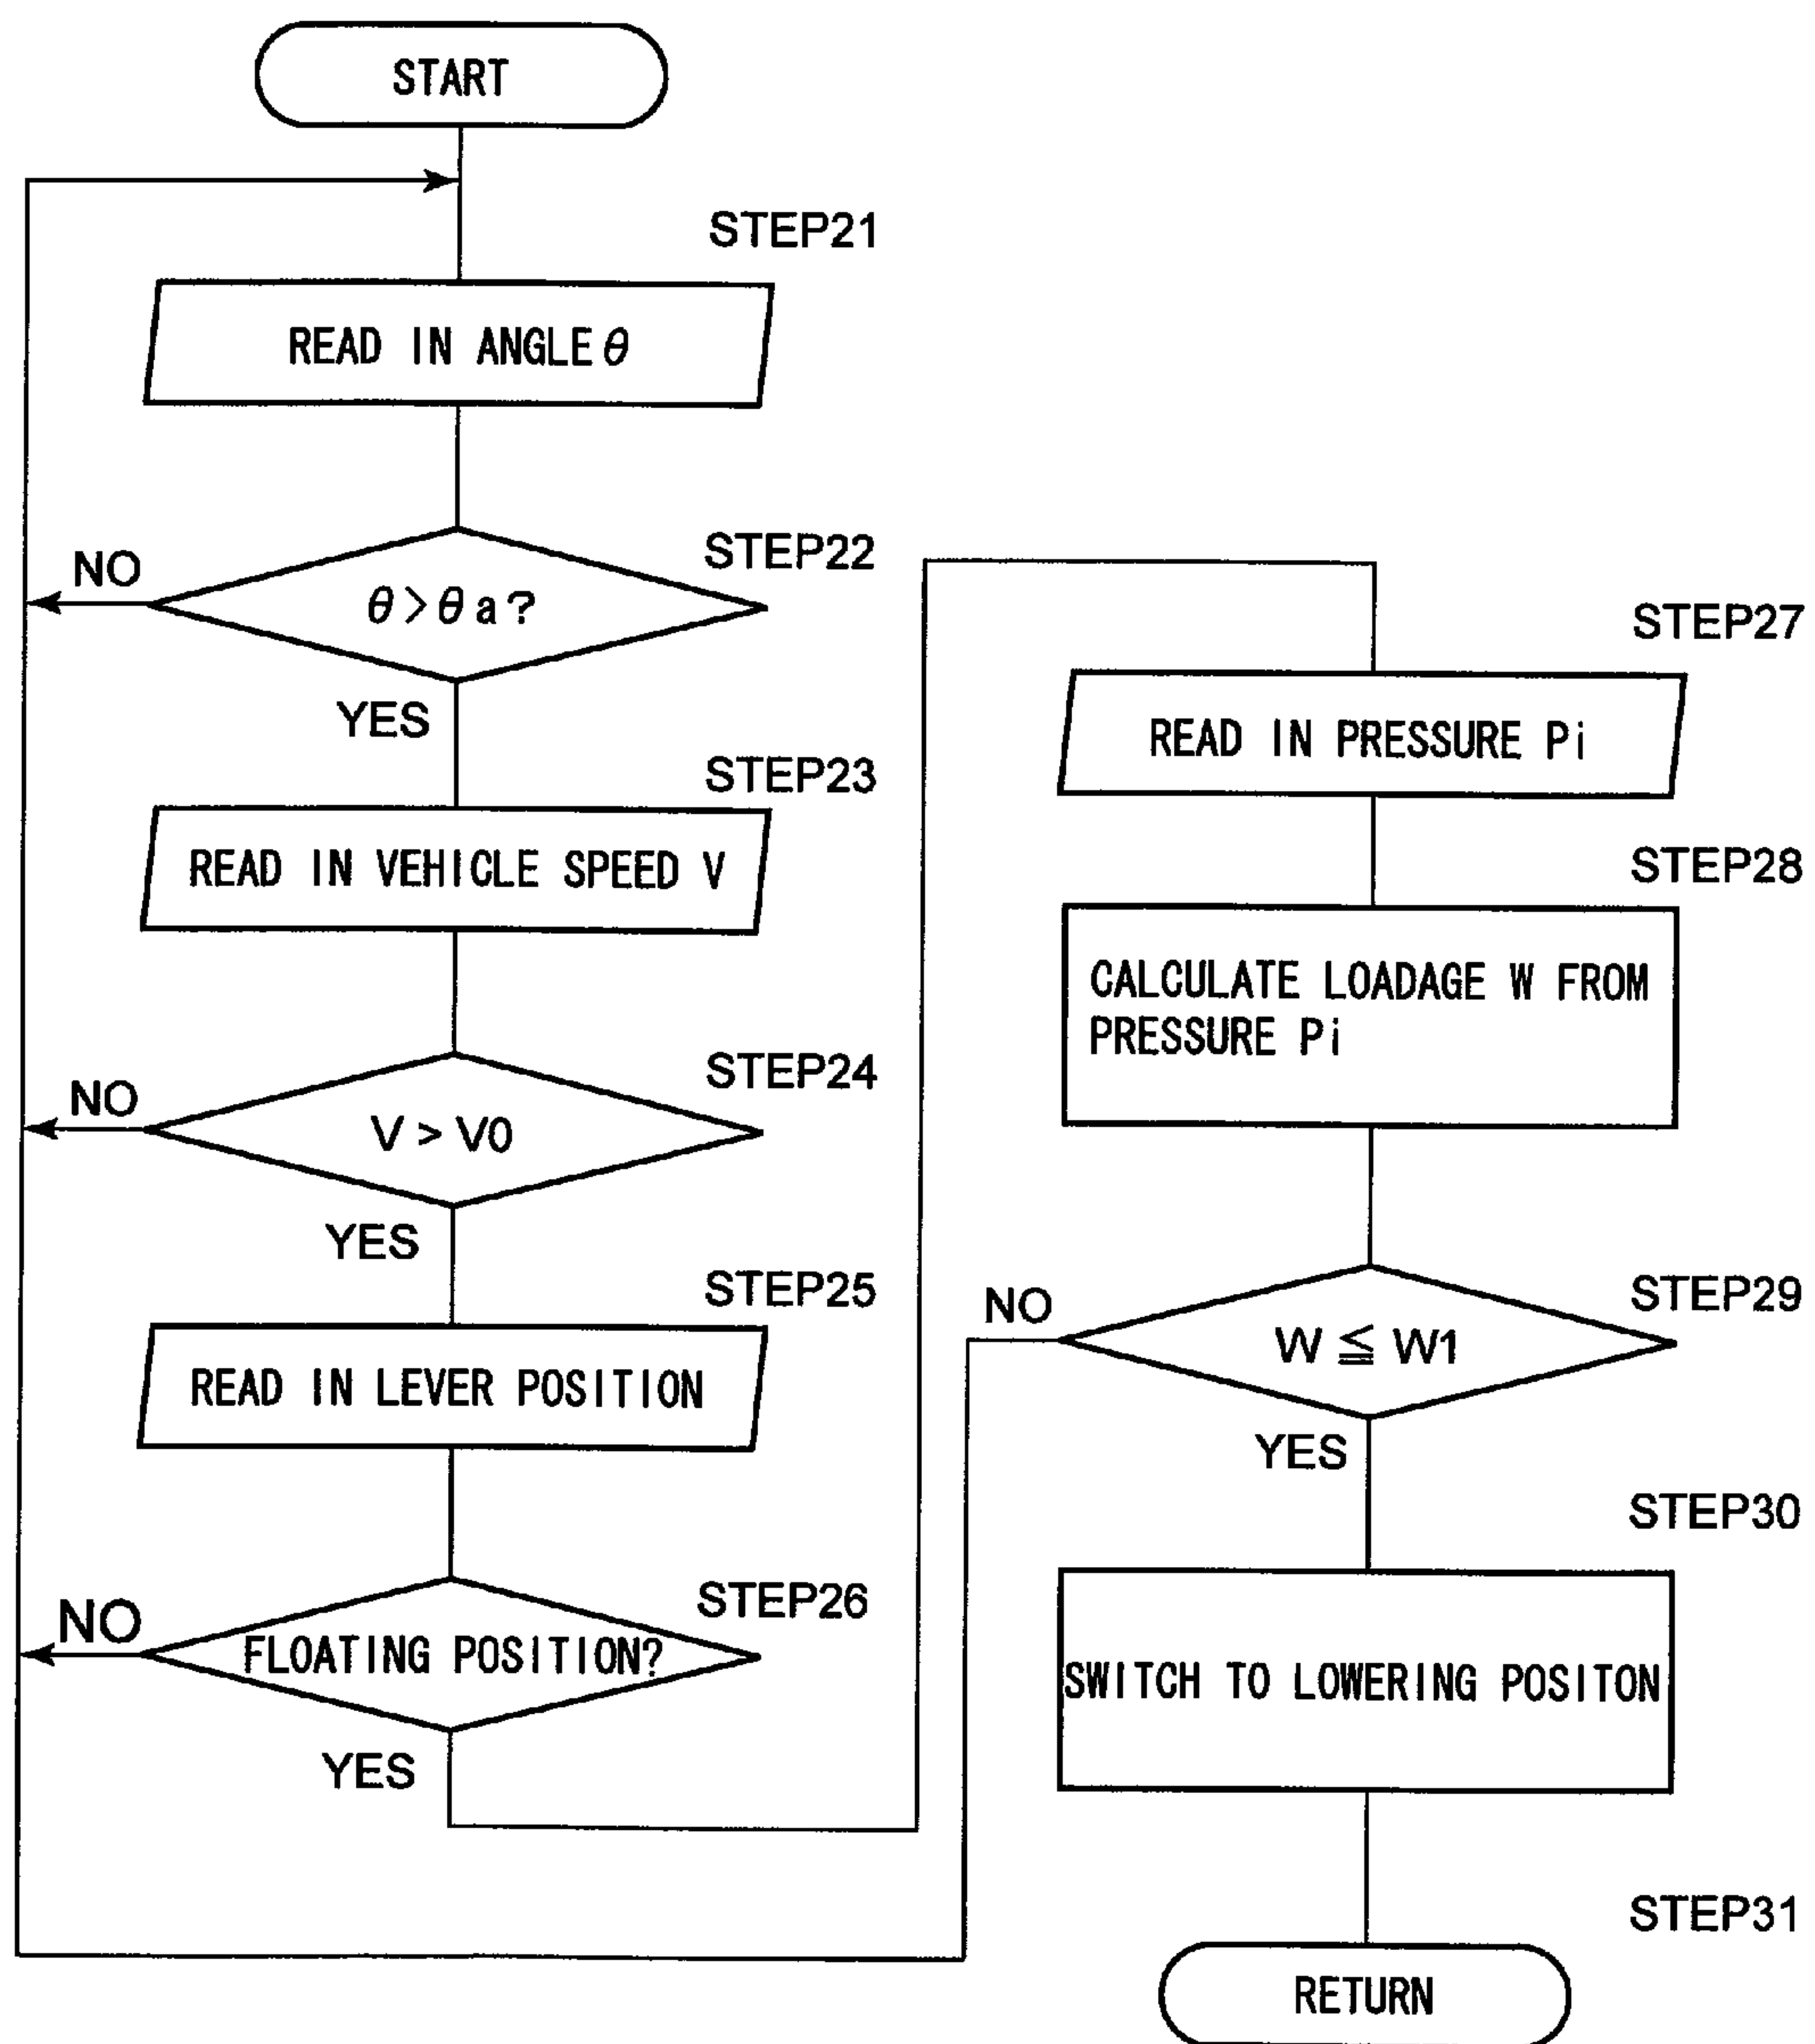 START
STEP21
READ IN ANGLE θ
STEP22
NO
θ > θa?
YES
STEP23
READ IN VEHICLE SPEED V
STEP24
NO
V > V0
YES
STEP25
READ IN LEVER POSITION
STEP26
NO
FLOATING POSITION?
YES
STEP27
READ IN PRESSURE Pi
STEP28
CALCULATE LOADAGE W FROM
PRESSURE Pi
STEP29
NO
W ≦ W1
YES
STEP30
SWITCH TO LOWERING POSITON
STEP31
RETURN